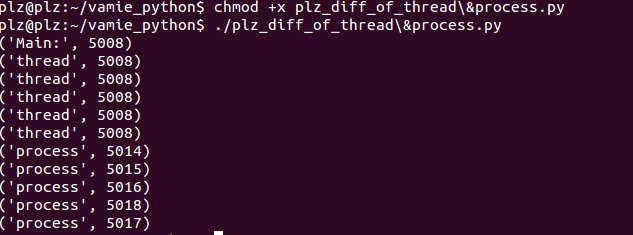 plz@plz:~/vamie_python$ chmod +x plz_diff_of_thread\&process.py
plz@plz:~/vamie_python$ ./plz_diff_of_thread\&process.py
('Main:', 5008)
('thread', 5008)
('thread', 5008)
('thread', 5008)
('thread', 5008)
('thread', 5008)
('process', 5014)
('process', 5015)
('process', 5016)
('process', 5018)
('process', 5017)